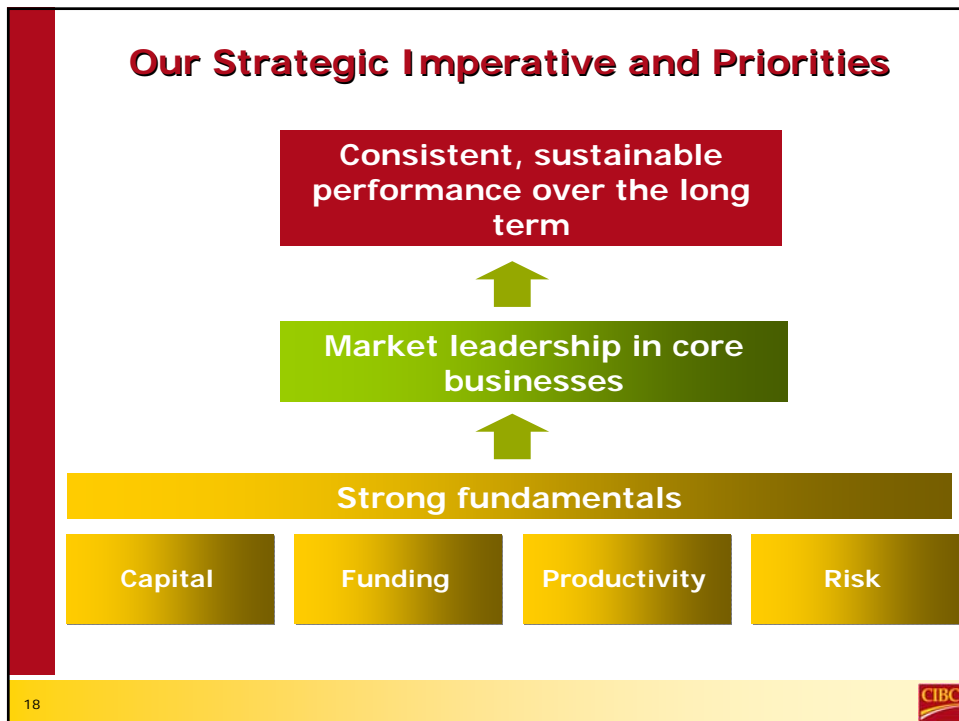 Our Strategic Imperative and Priorities
Consistent, sustainable
performance over the long
term
Market leadership in core
businesses
Strong fundamentals
Capital
Funding
Productivity
Risk
18
CIBC